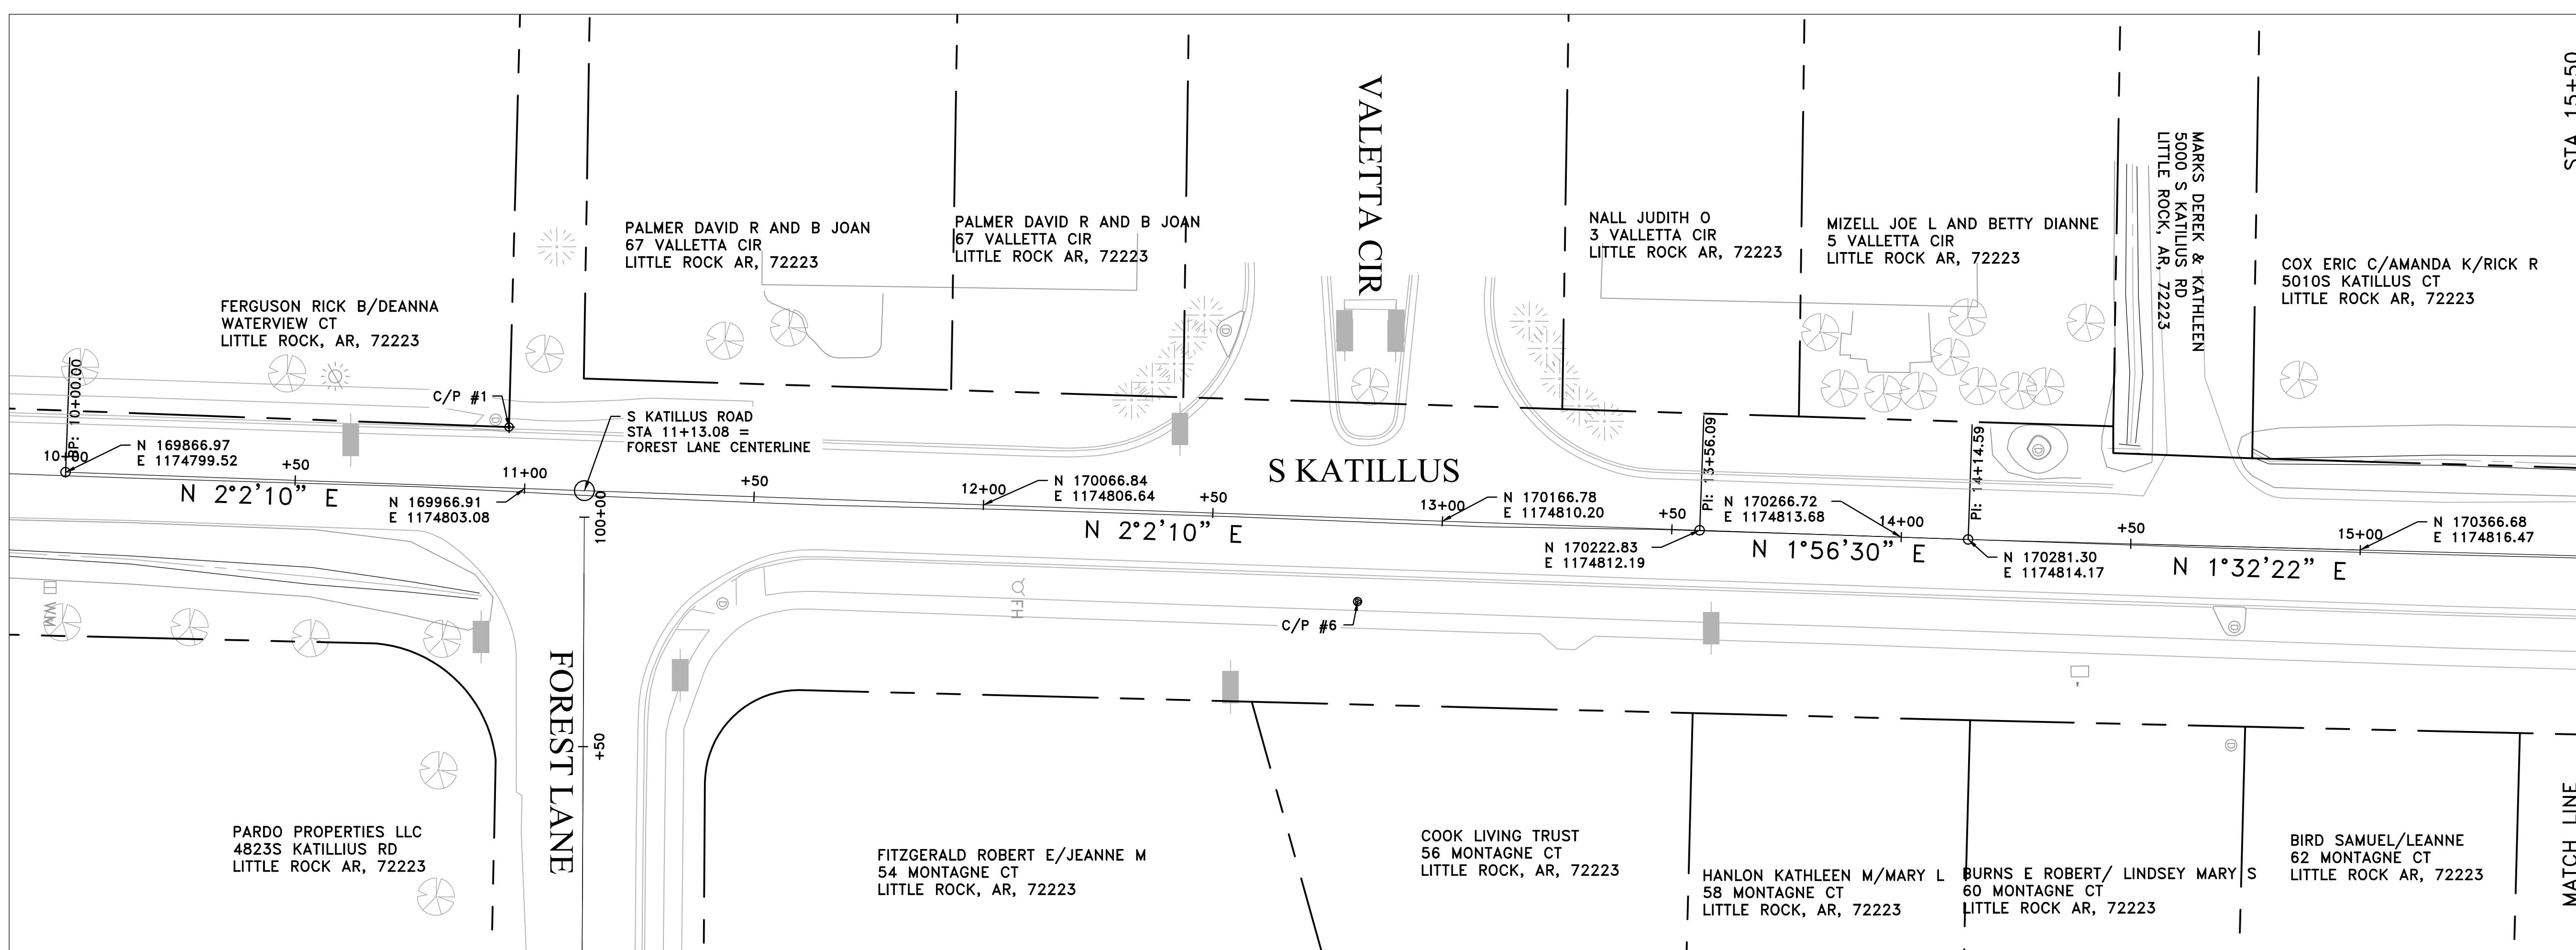 STA 15+50
VALETTA CIR
MARKS DEREK & KATHLEEN
5000 S KATILIUS RD
LITTLE ROCK, AR, 72223
PALMER DAVID R AND B JOAN
67 VALLETTA CIR
LITTLE ROCK AR, 72223
PALMER DAVID R AND B JOAN
67 VALLETTA CIR
LITTLE ROCK AR, 72223
NALL JUDITH O
3 VALLETTA CIR
LITTLE ROCK AR, 72223
MIZELL JOE L AND BETTY DIANNE
5 VALLETTA CIR
LITTLE ROCK AR, 72223
COX ERIC C/AMANDA K/RICK R
5010S KATILLUS CT
LITTLE ROCK AR, 72223
FERGUSON RICK B/DEANNA
WATERVIEW CT
LITTLE ROCK, AR, 72223
C/P #1
BP: 10+00.00
S KATILLUS ROAD
STA 11+13.08 =
FOREST LANE CENTERLINE
N 169866.97
E 1174799.52
10+00
+50
N 2°2'10" E
11+00
N 169966.91
E 1174803.08
100+00
+50
12+00
N 170066.84
E 1174806.64
+50
N 2°2'10" E
S KATILLUS
13+00
N 170166.78
E 1174810.20
+50
PI: 13+56.09
N 170222.83
E 1174812.19
N 170266.72
E 1174813.68
14+00
N 1°56'30" E
PI: 14+14.59
N 170281.30
E 1174814.17
+50
N 1°32'22" E
15+00
N 170366.68
E 1174816.47
WM
FH
C/P #6
FOREST LANE
+50
PARDO PROPERTIES LLC
4823S KATILLIUS RD
LITTLE ROCK AR, 72223
FITZGERALD ROBERT E/JEANNE M
54 MONTAGNE CT
LITTLE ROCK, AR, 72223
COOK LIVING TRUST
56 MONTAGNE CT
LITTLE ROCK, AR, 72223
HANLON KATHLEEN M/MARY L
58 MONTAGNE CT
LITTLE ROCK, AR, 72223
BURNS E ROBERT/ LINDSEY MARY S
60 MONTAGNE CT
LITTLE ROCK AR, 72223
BIRD SAMUEL/LEANNE
62 MONTAGNE CT
LITTLE ROCK AR, 72223
MATCH LINE